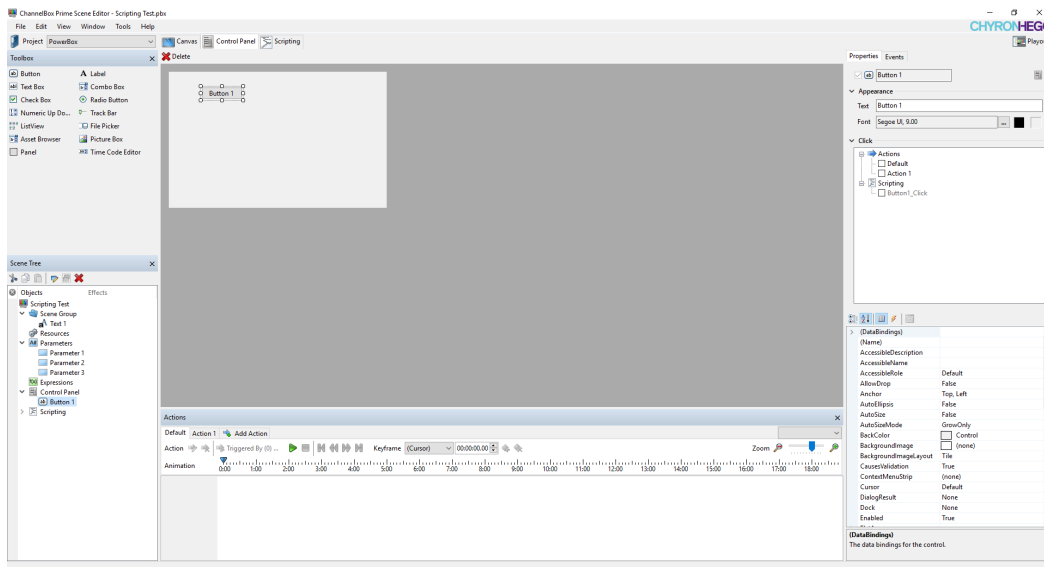 ChannelBox Prime Scene Editor - Scripting Test.pbx
File Edit View Window Tools Help
CHYRONHEGO
Project PowerBox
Canvas Control Panel Scripting
Playou
Toolbox
Delete
Properties Events
Button A Label
Text Box Combo Box
Check Box Radio Button
Numeric Up Do... Track Bar
ListView File Picker
Asset Browser Picture Box
Panel Time Code Editor
Button 1
Button 1
Appearance
Text Button 1
Font Segoe UI, 9.00 ...
Click
Actions
Default
Action 1
Scripting
Button1_Click
Scene Tree
Objects Effects
Scripting Test
Scene Group
Text 1
Resources
Parameters
Parameter 1
Parameter 2
Parameter 3
Expressions
Control Panel
Button 1
Scripting
Actions
Default Action 1 Add Action
Action Triggered By (0) ... Keyframe (Cursor) 00:00:00.00 Zoom
Animation 0:00 1:00 2:00 3:00 4:00 5:00 6:00 7:00 8:00 9:00 10:00 11:00 12:00 13:00 14:00 15:00 16:00 17:00 18:00
(DataBindings)
(Name)
AccessibleDescription
AccessibleName
AccessibleRole Default
AllowDrop False
Anchor Top, Left
AutoEllipsis False
AutoSize False
AutoSizeMode GrowOnly
BackColor Control
BackgroundImage (none)
BackgroundImageLayout Tile
CausesValidation True
ContextMenuStrip (none)
Cursor Default
DialogResult None
Dock None
Enabled True
(DataBindings)
The data bindings for the control.